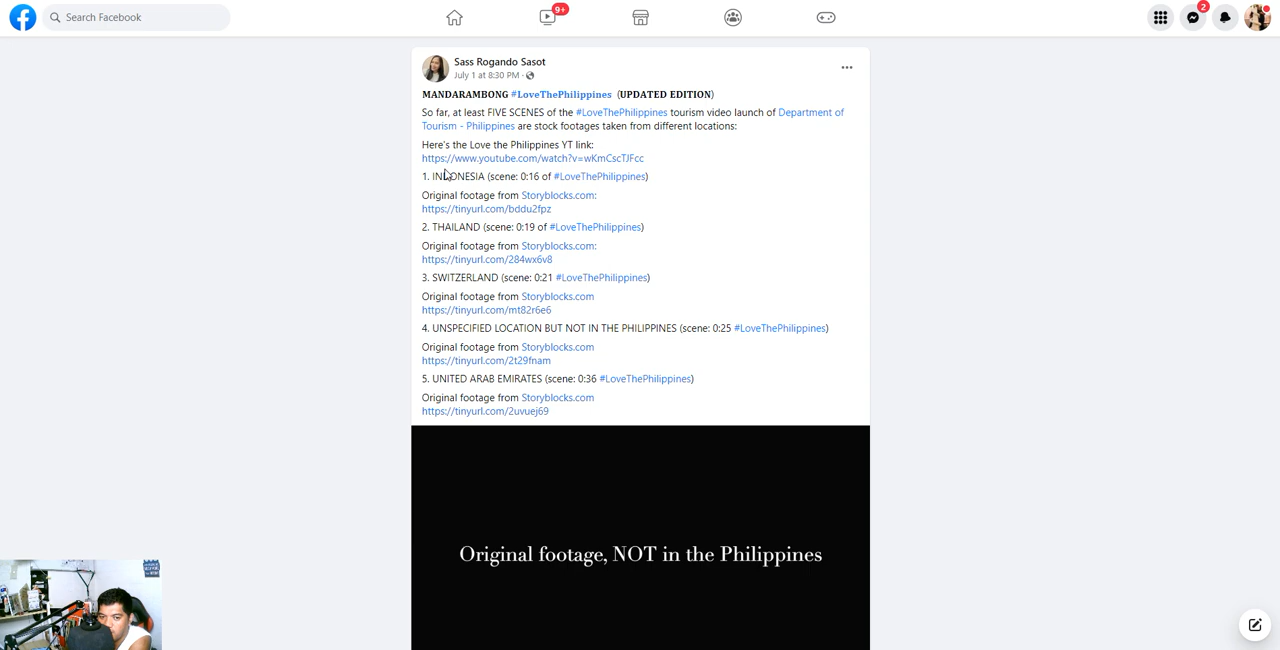 Search Facebook
9+
2
Sass Rogando Sasot
July 1 at 8:30 PM ·
MANDARAMBONG #LoveThePhilippines (UPDATED EDITION)
So far, at least FIVE SCENES of the #LoveThePhilippines tourism video launch of Department of
Tourism - Philippines are stock footages taken from different locations:
Here's the Love the Philippines YT link:
https://www.youtube.com/watch?v=wKmCscTJFcc
1. INDONESIA (scene: 0:16 of #LoveThePhilippines)
Original footage from Storyblocks.com:
https://tinyurl.com/bddu2fpz
2. THAILAND (scene: 0:19 of #LoveThePhilippines)
Original footage from Storyblocks.com:
https://tinyurl.com/284wx6v8
3. SWITZERLAND (scene: 0:21 #LoveThePhilippines)
Original footage from Storyblocks.com
https://tinyurl.com/mt82r6e6
4. UNSPECIFIED LOCATION BUT NOT IN THE PHILIPPINES (scene: 0:25 #LoveThePhilippines)
Original footage from Storyblocks.com
https://tinyurl.com/2t29fnam
5. UNITED ARAB EMIRATES (scene: 0:36 #LoveThePhilippines)
Original footage from Storyblocks.com
https://tinyurl.com/2uvuej69
Original footage, NOT in the Philippines